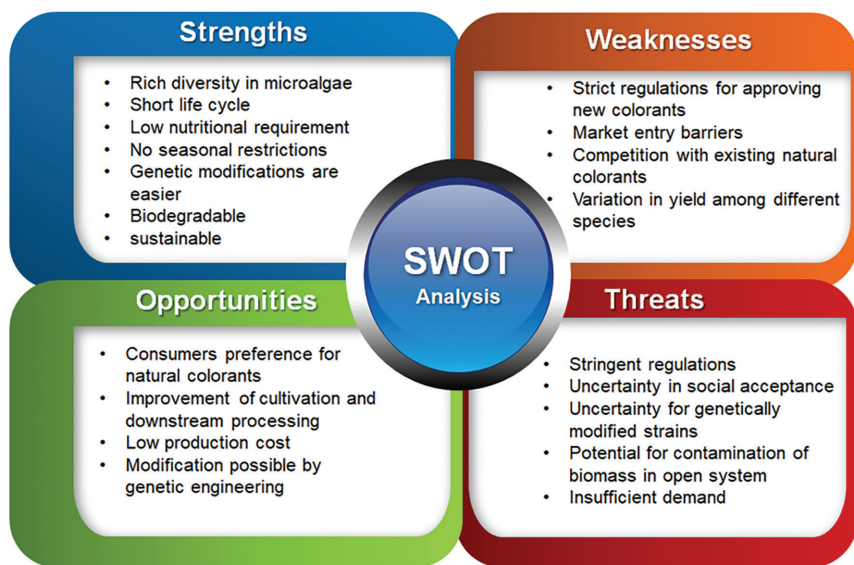 Strengths
• Rich diversity in microalgae
• Short life cycle
• Low nutritional requirement
• No seasonal restrictions
• Genetic modifications are
easier
• Biodegradable
• sustainable
Weaknesses
• Strict regulations for approving
new colorants
• Market entry barriers
• Competition with existing natural
colorants
• Variation in yield among different
species
SWOT
Analysis
Opportunities
• Consumers preference for
natural colorants
• Improvement of cultivation and
downstream processing
• Low production cost
• Modification possible by
genetic engineering
Threats
• Stringent regulations
• Uncertainty in social acceptance
• Uncertainty for genetically
modified strains
• Potential for contamination of
biomass in open system
• Insufficient demand